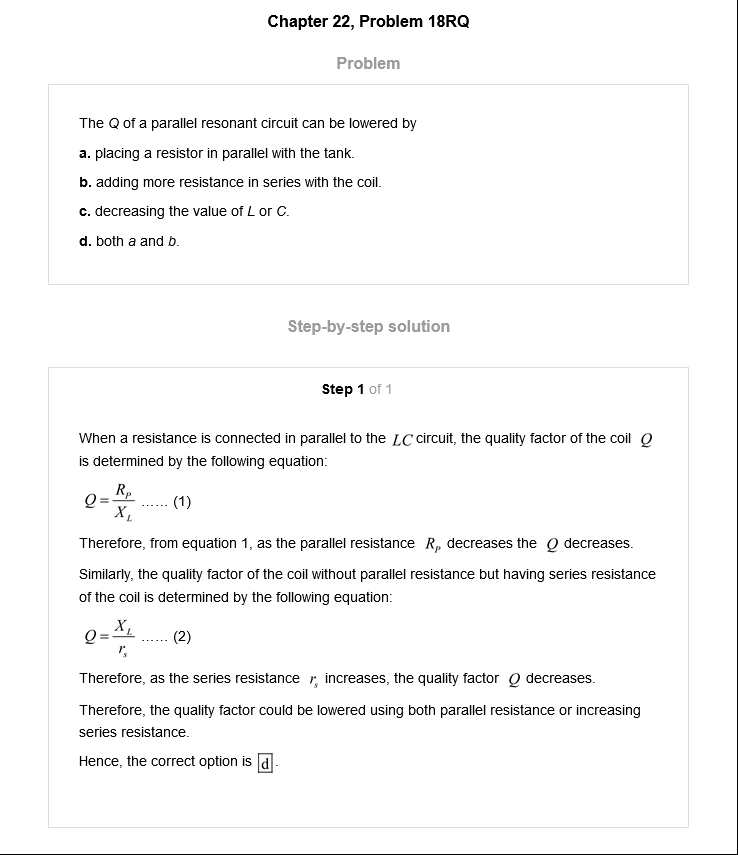 Chapter 22, Problem 18RQ
Problem
The Q of a parallel resonant circuit can be lowered by
a. placing a resistor in parallel with the tank.
b. adding more resistance in series with the coil.
c. decreasing the value of L or C.
d. both a and b.
Step-by-step solution
Step 1 of 1
When a resistance is connected in parallel to the LC circuit, the quality factor of the coil Q
is determined by the following equation:
Q = R_P / X_L ...... (1)
Therefore, from equation 1, as the parallel resistance R_P decreases the Q decreases.
Similarly, the quality factor of the coil without parallel resistance but having series resistance
of the coil is determined by the following equation:
Q = X_L / r_s ...... (2)
Therefore, as the series resistance r_s increases, the quality factor Q decreases.
Therefore, the quality factor could be lowered using both parallel resistance or increasing
series resistance.
Hence, the correct option is d.